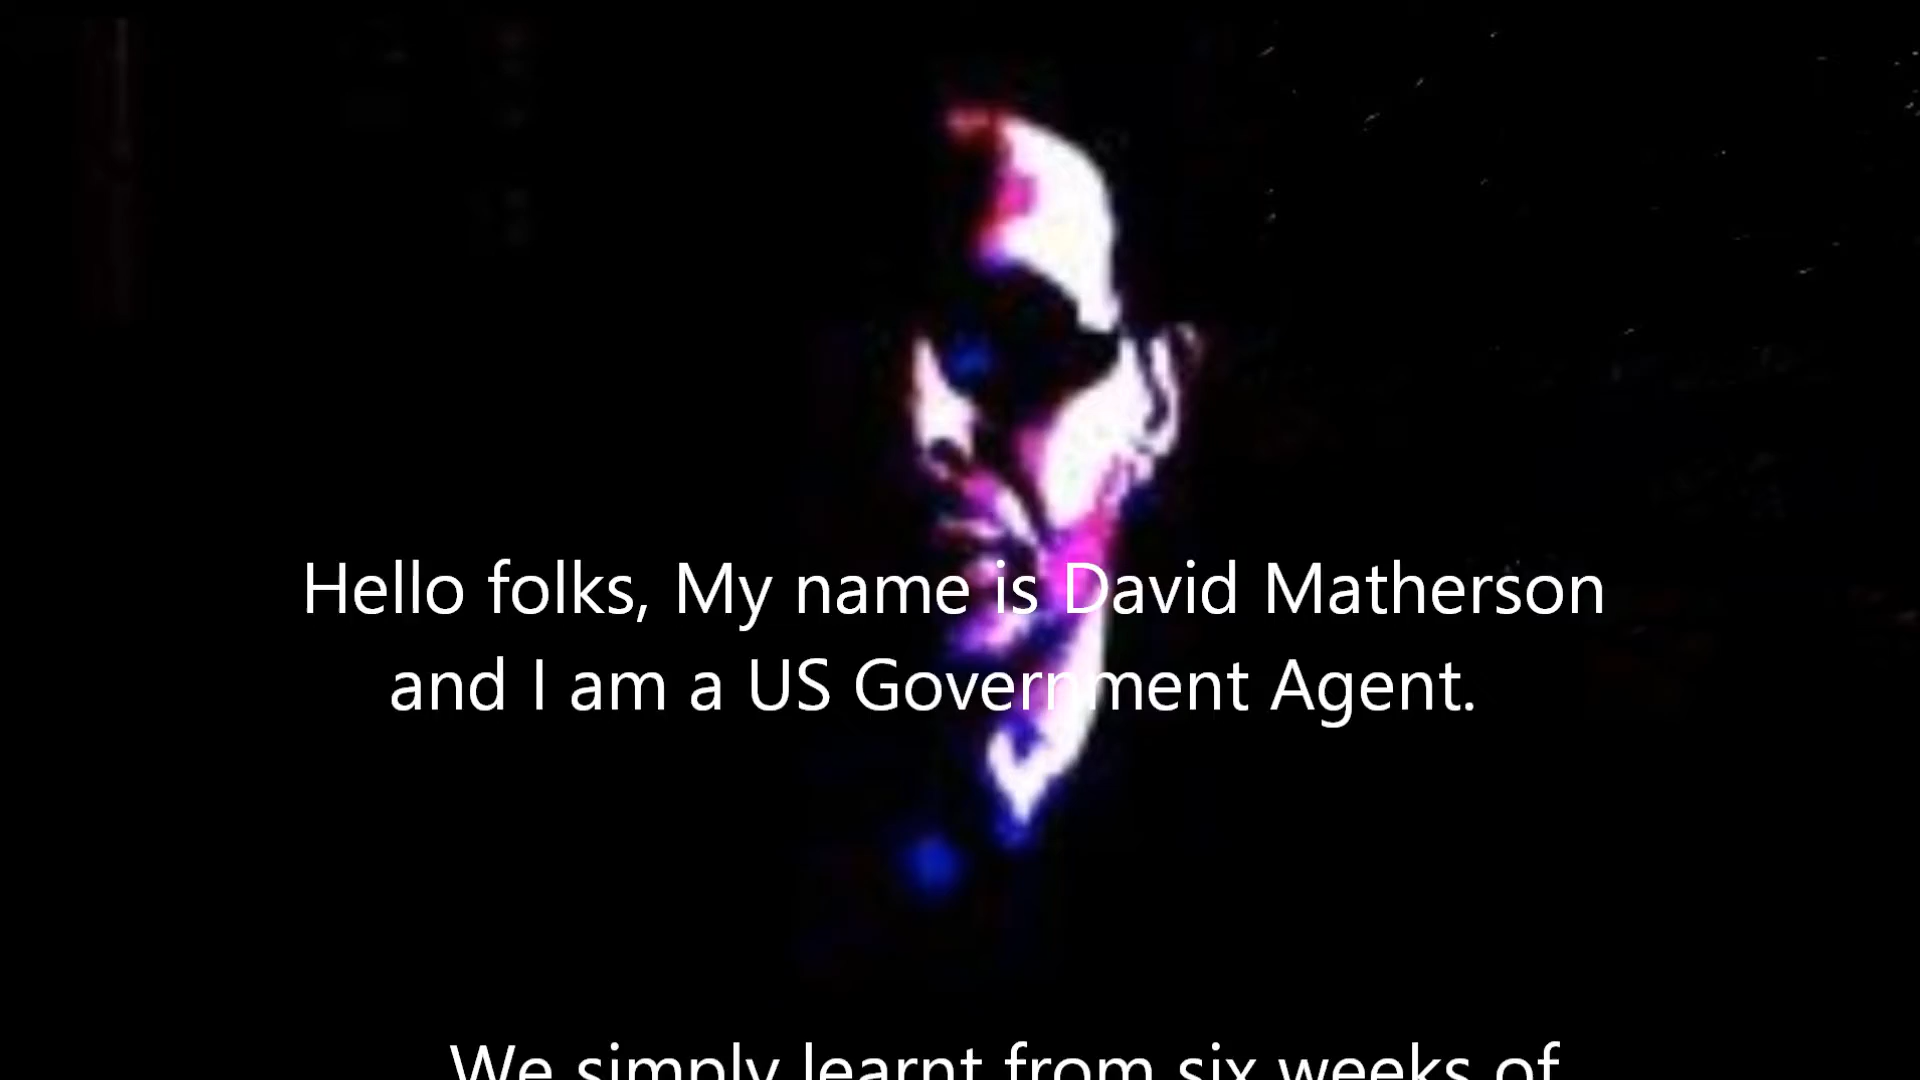 Hello folks, My name is David Matherson
and I am a US Government Agent.
We simply learnt from six weeks of